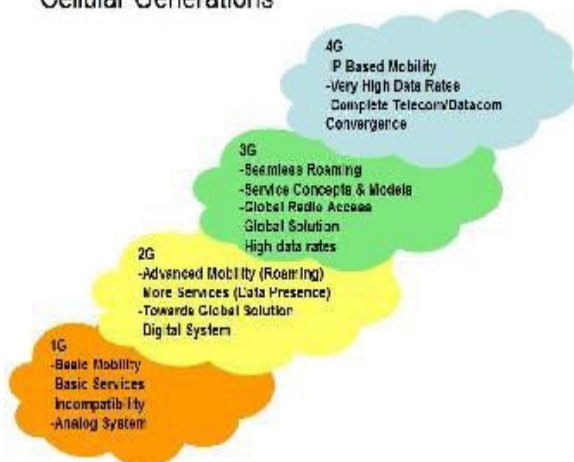 Cellular Generations
4G
IP Based Mobility
-Very High Data Rates
Complete Telecom/Datacom
Convergence
3G
-Seamless Roaming
-Service Concepts & Models
-Global Radio Access
Global Solution
High data rates
2G
-Advanced Mobility (Roaming)
More Services (Data Presence)
-Towards Global Solution
Digital System
1G
-Basic Mobility
Basic Services
Incompatibility
-Analog System